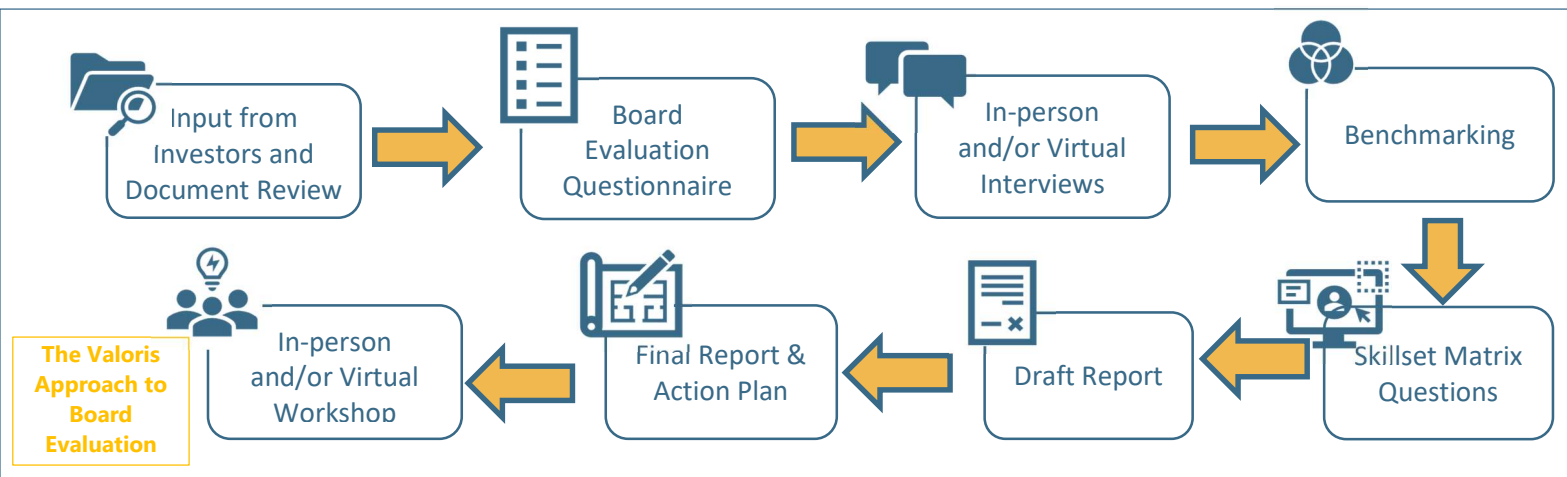 Input from
Investors and
Document Review
Board
Evaluation
Questionnaire
In-person
and/or Virtual
Interviews
Benchmarking
Skillset Matrix
Questions
Draft Report
Final Report &
Action Plan
In-person
and/or Virtual
Workshop
The Valoris
Approach to
Board
Evaluation